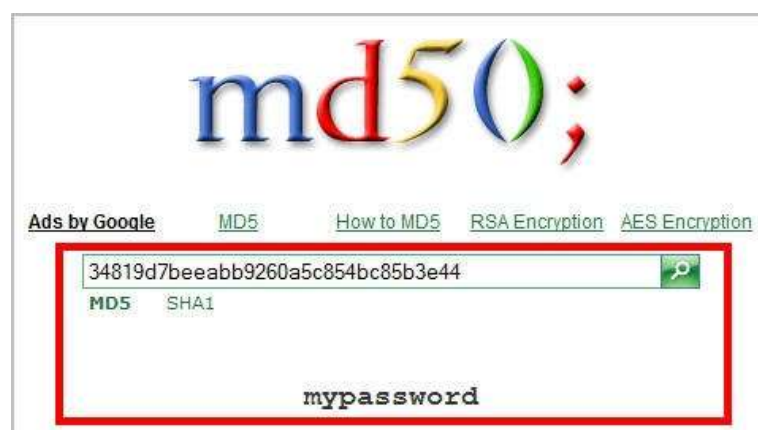 md5();
Ads by Google MD5 How to MD5 RSA Encryption AES Encryption
34819d7beeabb9260a5c854bc85b3e44
MD5 SHA1
mypassword